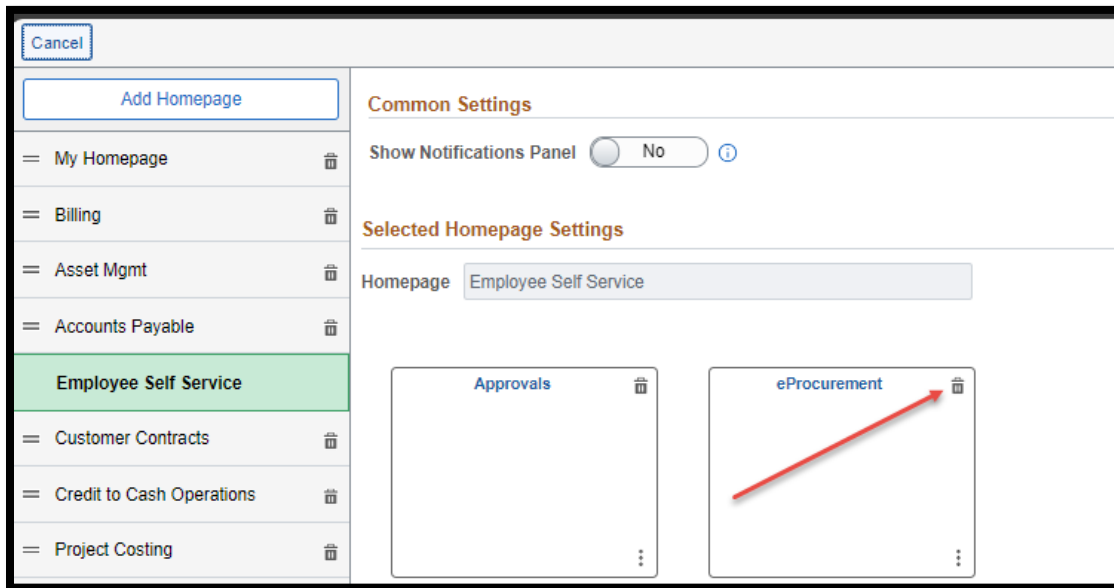 Cancel
Add Homepage
My Homepage
Billing
Asset Mgmt
Accounts Payable
Employee Self Service
Customer Contracts
Credit to Cash Operations
Project Costing
Common Settings
Show Notifications Panel No
Selected Homepage Settings
Homepage Employee Self Service
Approvals eProcurement